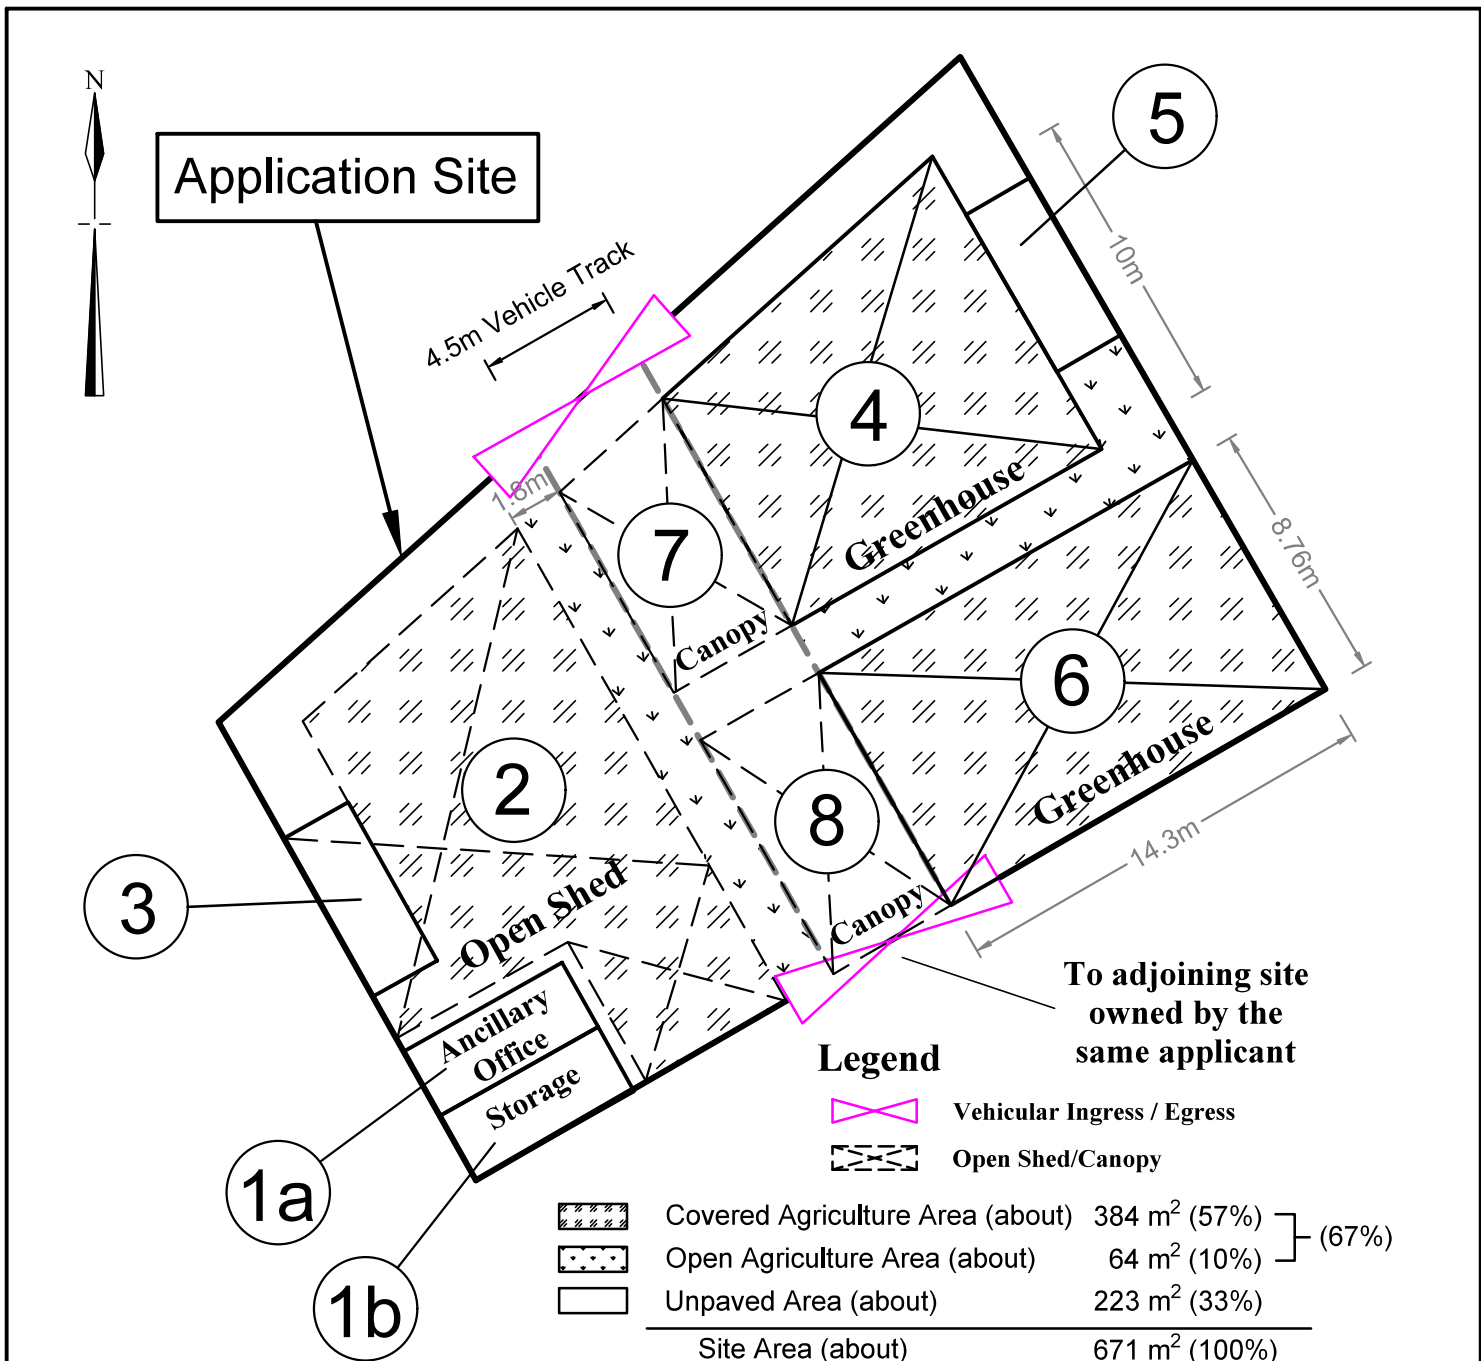 N
Application Site
5
10m
4.5m Vehicle Track
4
Greenhouse
1.8m
7
Canopy
8.76m
2
6
Greenhouse
8
14.3m
3
Open Shed
Canopy
Ancillary
Office
Storage
To adjoining site
owned by the
same applicant
1a
1b
Legend
Vehicular Ingress / Egress
Open Shed/Canopy
Covered Agriculture Area (about) 384 m² (57%)
(67%)
Open Agriculture Area (about) 64 m² (10%)
Unpaved Area (about) 223 m² (33%)
Site Area (about) 671 m² (100%)